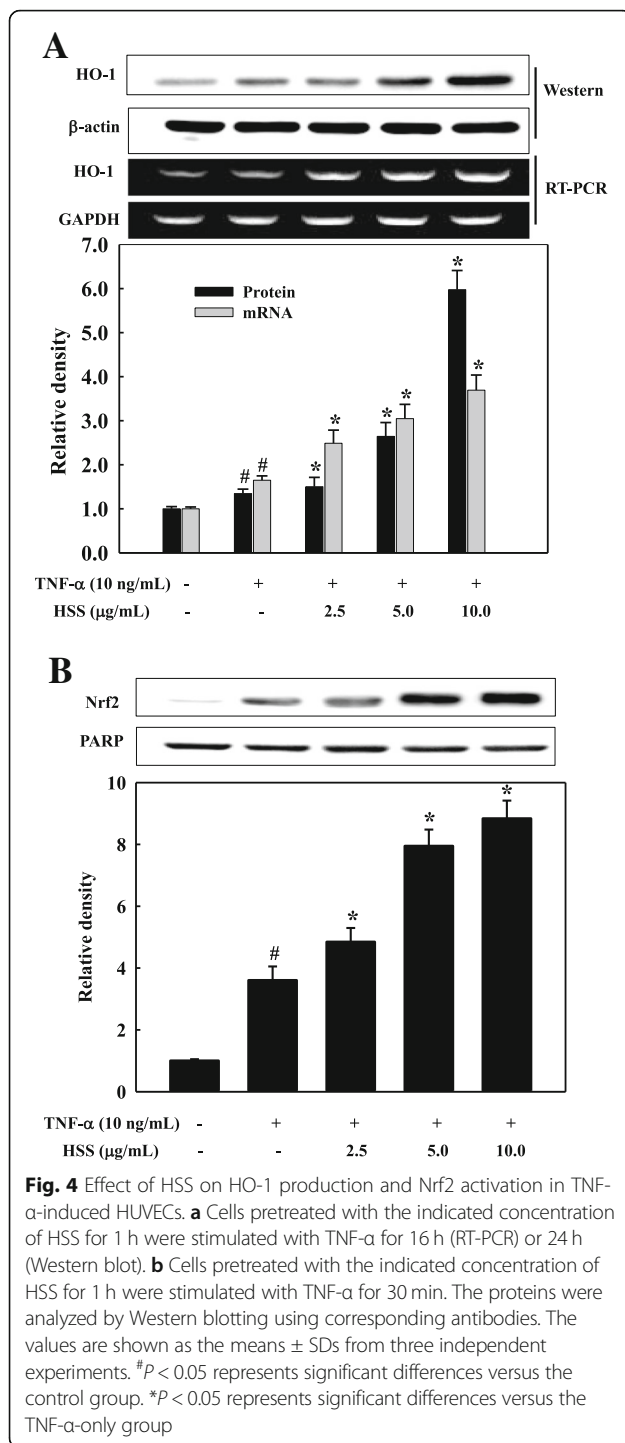 A
HO-1
Western
β-actin
HO-1
RT-PCR
GAPDH
7.0
6.0
5.0
4.0
3.0
2.0
1.0
0.0
Relative density
Protein
mRNA
# # * * * * * *
TNF-α (10 ng/mL) - + + + +
HSS (μg/mL) - - 2.5 5.0 10.0
B
Nrf2
PARP
10
8
6
4
2
0
Relative density
# * * *
TNF-α (10 ng/mL) - + + + +
HSS (μg/mL) - - 2.5 5.0 10.0
Fig. 4 Effect of HSS on HO-1 production and Nrf2 activation in TNF-
α-induced HUVECs. a Cells pretreated with the indicated concentration
of HSS for 1 h were stimulated with TNF-α for 16 h (RT-PCR) or 24 h
(Western blot). b Cells pretreated with the indicated concentration of
HSS for 1 h were stimulated with TNF-α for 30 min. The proteins were
analyzed by Western blotting using corresponding antibodies. The
values are shown as the means ± SDs from three independent
experiments. #P < 0.05 represents significant differences versus the
control group. *P < 0.05 represents significant differences versus the
TNF-α-only group